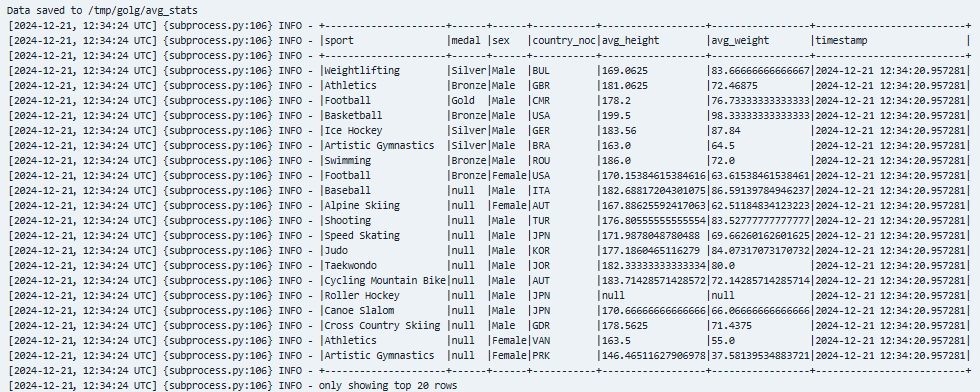 Data saved to /tmp/golg/avg_stats
[2024-12-21, 12:34:24 UTC] {subprocess.py:106} INFO - +--------------------+------+------+-----------+------------------+-----------------+--------------------------+
[2024-12-21, 12:34:24 UTC] {subprocess.py:106} INFO - |sport               |medal |sex   |country_noc|avg_height        |avg_weight       |timestamp                 |
[2024-12-21, 12:34:24 UTC] {subprocess.py:106} INFO - +--------------------+------+------+-----------+------------------+-----------------+--------------------------+
[2024-12-21, 12:34:24 UTC] {subprocess.py:106} INFO - |Weightlifting       |Silver|Male  |BUL        |169.0625          |83.66666666666667|2024-12-21 12:34:20.957281|
[2024-12-21, 12:34:24 UTC] {subprocess.py:106} INFO - |Athletics           |Bronze|Male  |GBR        |181.0625          |72.46875         |2024-12-21 12:34:20.957281|
[2024-12-21, 12:34:24 UTC] {subprocess.py:106} INFO - |Football            |Gold  |Male  |CMR        |178.2             |76.73333333333333|2024-12-21 12:34:20.957281|
[2024-12-21, 12:34:24 UTC] {subprocess.py:106} INFO - |Basketball          |Bronze|Male  |USA        |199.5             |98.33333333333333|2024-12-21 12:34:20.957281|
[2024-12-21, 12:34:24 UTC] {subprocess.py:106} INFO - |Ice Hockey          |Silver|Male  |GER        |183.56            |87.84            |2024-12-21 12:34:20.957281|
[2024-12-21, 12:34:24 UTC] {subprocess.py:106} INFO - |Artistic Gymnastics |Silver|Male  |BRA        |163.0             |64.5             |2024-12-21 12:34:20.957281|
[2024-12-21, 12:34:24 UTC] {subprocess.py:106} INFO - |Swimming            |Bronze|Male  |ROU        |186.0             |72.0             |2024-12-21 12:34:20.957281|
[2024-12-21, 12:34:24 UTC] {subprocess.py:106} INFO - |Football            |Bronze|Female|USA        |170.15384615384616|63.61538461538461|2024-12-21 12:34:20.957281|
[2024-12-21, 12:34:24 UTC] {subprocess.py:106} INFO - |Baseball            |null  |Male  |ITA        |182.68817204301075|86.59139784946237|2024-12-21 12:34:20.957281|
[2024-12-21, 12:34:24 UTC] {subprocess.py:106} INFO - |Alpine Skiing       |null  |Female|AUT        |167.88625592417063|62.51184834123223|2024-12-21 12:34:20.957281|
[2024-12-21, 12:34:24 UTC] {subprocess.py:106} INFO - |Shooting            |null  |Male  |TUR        |176.80555555555554|83.52777777777777|2024-12-21 12:34:20.957281|
[2024-12-21, 12:34:24 UTC] {subprocess.py:106} INFO - |Speed Skating       |null  |Male  |JPN        |171.9878048780488 |69.66260162601625|2024-12-21 12:34:20.957281|
[2024-12-21, 12:34:24 UTC] {subprocess.py:106} INFO - |Judo                |null  |Male  |KOR        |177.1860465116279 |84.07317073170732|2024-12-21 12:34:20.957281|
[2024-12-21, 12:34:24 UTC] {subprocess.py:106} INFO - |Taekwondo           |null  |Male  |JOR        |182.33333333333334|80.0             |2024-12-21 12:34:20.957281|
[2024-12-21, 12:34:24 UTC] {subprocess.py:106} INFO - |Cycling Mountain Bike|null  |Male  |AUT        |183.71428571428572|72.14285714285714|2024-12-21 12:34:20.957281|
[2024-12-21, 12:34:24 UTC] {subprocess.py:106} INFO - |Roller Hockey       |null  |Male  |JPN        |null              |null             |2024-12-21 12:34:20.957281|
[2024-12-21, 12:34:24 UTC] {subprocess.py:106} INFO - |Canoe Slalom        |null  |Male  |JPN        |170.66666666666666|66.06666666666666|2024-12-21 12:34:20.957281|
[2024-12-21, 12:34:24 UTC] {subprocess.py:106} INFO - |Cross Country Skiing |null  |Male  |GDR        |178.5625          |71.4375          |2024-12-21 12:34:20.957281|
[2024-12-21, 12:34:24 UTC] {subprocess.py:106} INFO - |Athletics           |null  |Female|VAN        |163.5             |55.0             |2024-12-21 12:34:20.957281|
[2024-12-21, 12:34:24 UTC] {subprocess.py:106} INFO - |Artistic Gymnastics |null  |Female|PRK        |146.46511627906978|37.58139534883721|2024-12-21 12:34:20.957281|
[2024-12-21, 12:34:24 UTC] {subprocess.py:106} INFO - +--------------------+------+------+-----------+------------------+-----------------+--------------------------+
[2024-12-21, 12:34:24 UTC] {subprocess.py:106} INFO - only showing top 20 rows